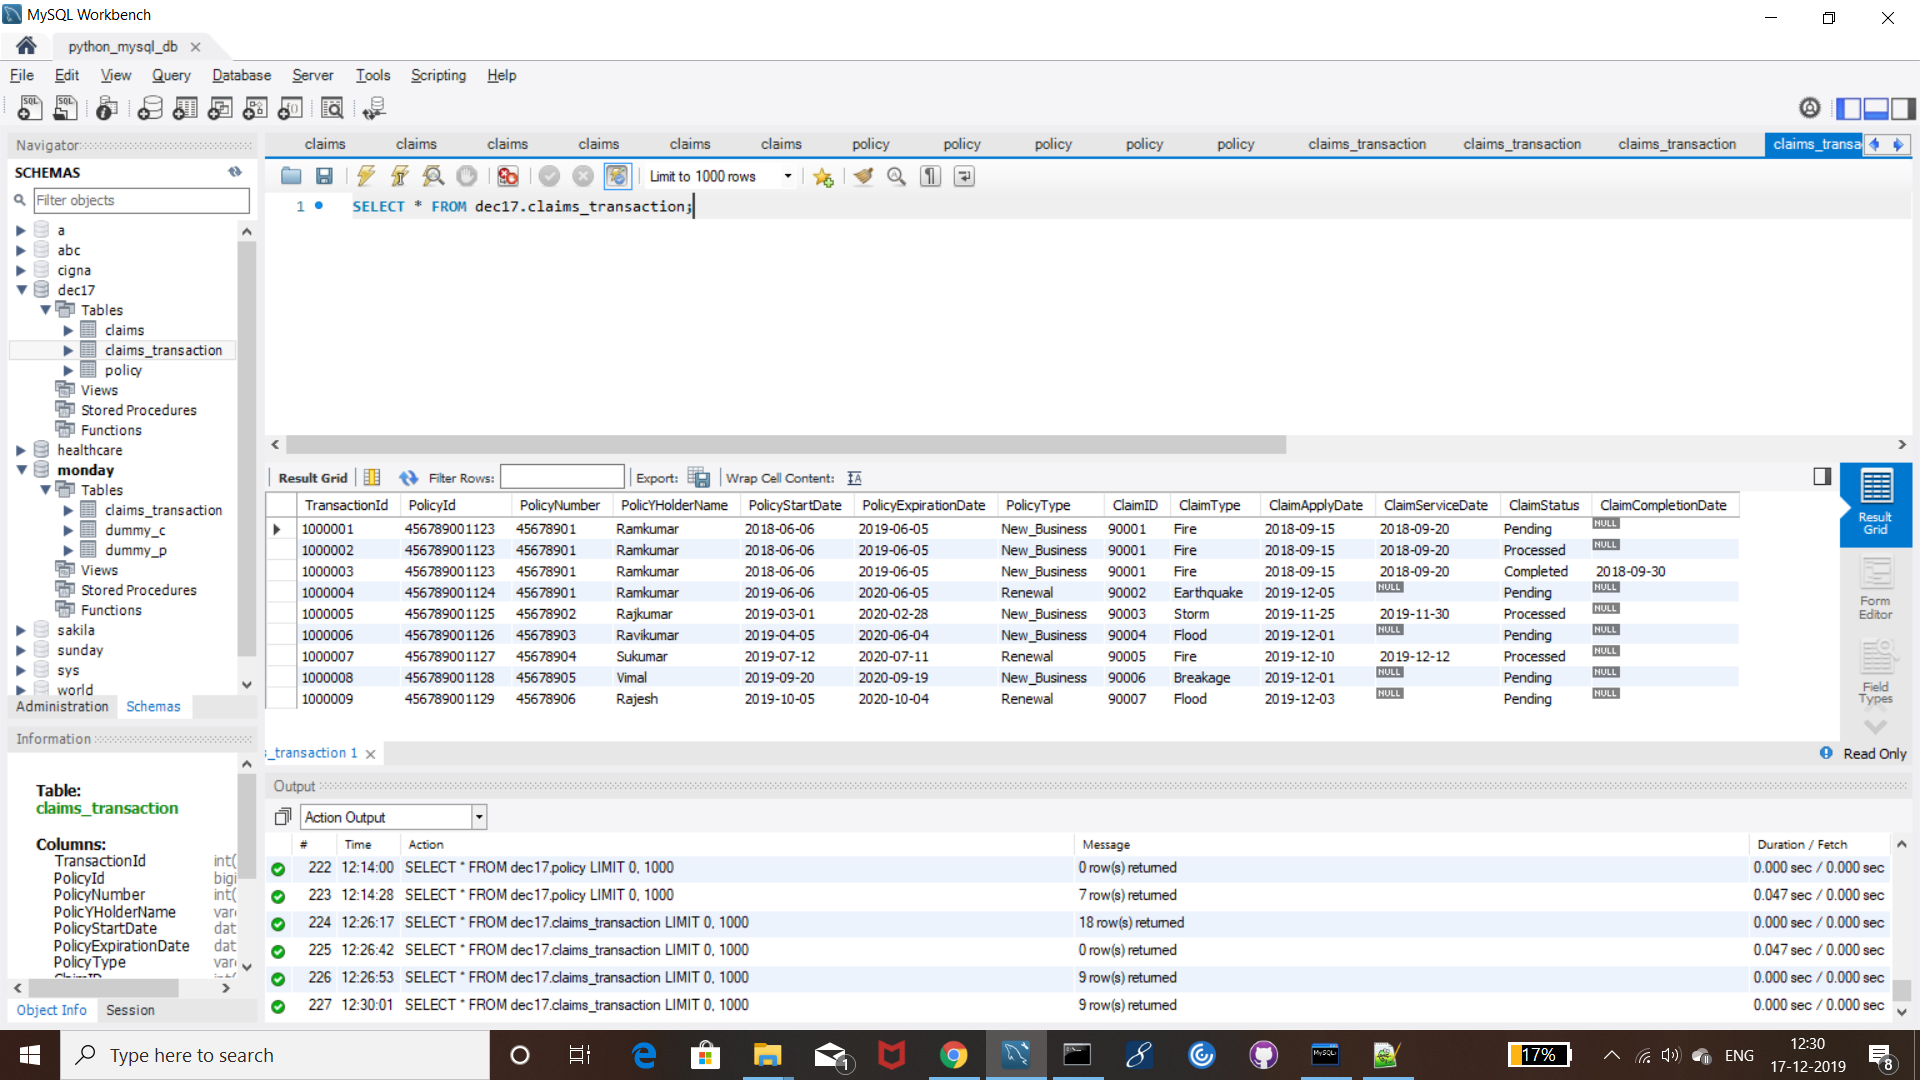 MySQL Workbench
python_mysql_db
File Edit View Query Database Server Tools Scripting Help
Navigator
SCHEMAS
Filter objects
a
abc
cigna
dec17
Tables
claims
claims_transaction
policy
Views
Stored Procedures
Functions
healthcare
monday
Tables
claims_transaction
dummy_c
dummy_p
Views
Stored Procedures
Functions
sakila
sunday
sys
world
Administration Schemas
Information
Table:
claims_transaction
Columns:
TransactionId int(
PolicyId bigi
PolicyNumber int(
PolicYHolderName varc
PolicyStartDate dat
PolicyExpirationDate dat
PolicyType varc
ClaimID int(
Object Info Session
claims claims claims claims claims claims policy policy policy policy policy claims_transaction claims_transaction claims_transaction claims_transa
Limit to 1000 rows
1 SELECT * FROM dec17.claims_transaction;
Result Grid Filter Rows: Export: Wrap Cell Content:
TransactionId PolicyId PolicyNumber PolicYHolderName PolicyStartDate PolicyExpirationDate PolicyType ClaimID ClaimType ClaimApplyDate ClaimServiceDate ClaimStatus ClaimCompletionDate
1000001 456789001123 45678901 Ramkumar 2018-06-06 2019-06-05 New_Business 90001 Fire 2018-09-15 2018-09-20 Pending NULL
1000002 456789001123 45678901 Ramkumar 2018-06-06 2019-06-05 New_Business 90001 Fire 2018-09-15 2018-09-20 Processed NULL
1000003 456789001123 45678901 Ramkumar 2018-06-06 2019-06-05 New_Business 90001 Fire 2018-09-15 2018-09-20 Completed 2018-09-30
1000004 456789001124 45678901 Ramkumar 2019-06-06 2020-06-05 Renewal 90002 Earthquake 2019-12-05 NULL Pending NULL
1000005 456789001125 45678902 Rajkumar 2019-03-01 2020-02-28 New_Business 90003 Storm 2019-11-25 2019-11-30 Processed NULL
1000006 456789001126 45678903 Ravikumar 2019-04-05 2020-06-04 New_Business 90004 Flood 2019-12-01 NULL Pending NULL
1000007 456789001127 45678904 Sukumar 2019-07-12 2020-07-11 Renewal 90005 Fire 2019-12-10 2019-12-12 Processed NULL
1000008 456789001128 45678905 Vimal 2019-09-20 2020-09-19 New_Business 90006 Breakage 2019-12-01 NULL Pending NULL
1000009 456789001129 45678906 Rajesh 2019-10-05 2020-10-04 Renewal 90007 Flood 2019-12-03 NULL Pending NULL
Result
Grid
Form
Editor
Field
Types
s_transaction 1
Read Only
Output
Action Output
# Time Action Message Duration / Fetch
222 12:14:00 SELECT * FROM dec17.policy LIMIT 0, 1000 0 row(s) returned 0.000 sec / 0.000 sec
223 12:14:28 SELECT * FROM dec17.policy LIMIT 0, 1000 7 row(s) returned 0.047 sec / 0.000 sec
224 12:26:17 SELECT * FROM dec17.claims_transaction LIMIT 0, 1000 18 row(s) returned 0.000 sec / 0.000 sec
225 12:26:42 SELECT * FROM dec17.claims_transaction LIMIT 0, 1000 0 row(s) returned 0.047 sec / 0.000 sec
226 12:26:53 SELECT * FROM dec17.claims_transaction LIMIT 0, 1000 9 row(s) returned 0.000 sec / 0.000 sec
227 12:30:01 SELECT * FROM dec17.claims_transaction LIMIT 0, 1000 9 row(s) returned 0.000 sec / 0.000 sec
Type here to search
1
17%
ENG
12:30
17-12-2019
8